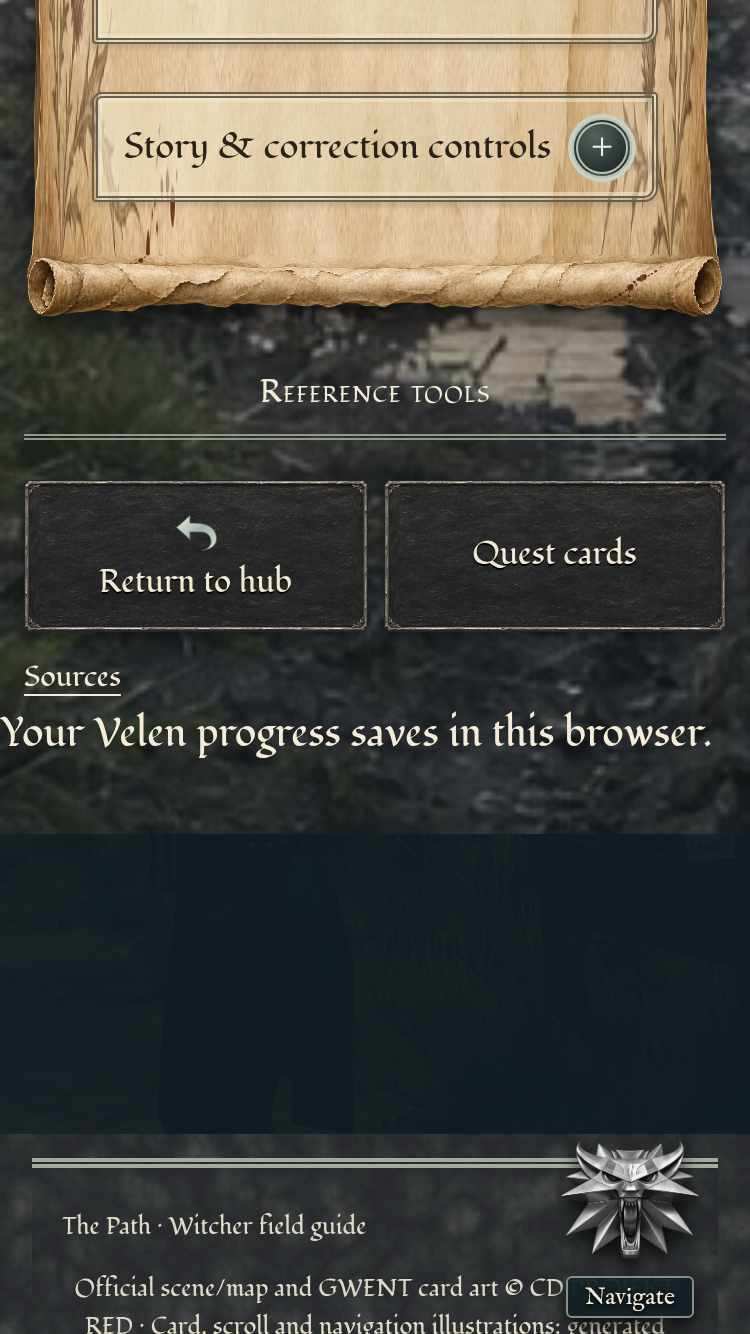 Story & correction controls
+
Reference tools
Return to hub
Quest cards
Sources
Your Velen progress saves in this browser.
The Path · Witcher field guide
Official scene/map and GWENT card art © CD
Navigate
RED · Card, scroll and navigation illustrations: generated